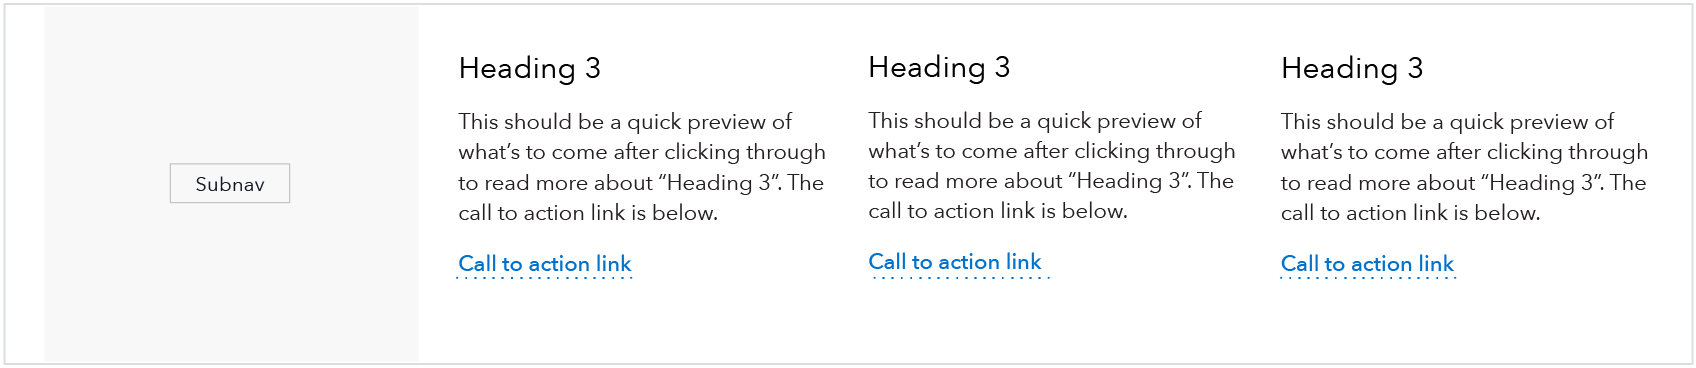 Subnav
Heading 3
This should be a quick preview of
what’s to come after clicking through
to read more about “Heading 3”. The
call to action link is below.
Call to action link
Heading 3
This should be a quick preview of
what’s to come after clicking through
to read more about “Heading 3”. The
call to action link is below.
Call to action link
Heading 3
This should be a quick preview of
what’s to come after clicking through
to read more about “Heading 3”. The
call to action link is below.
Call to action link